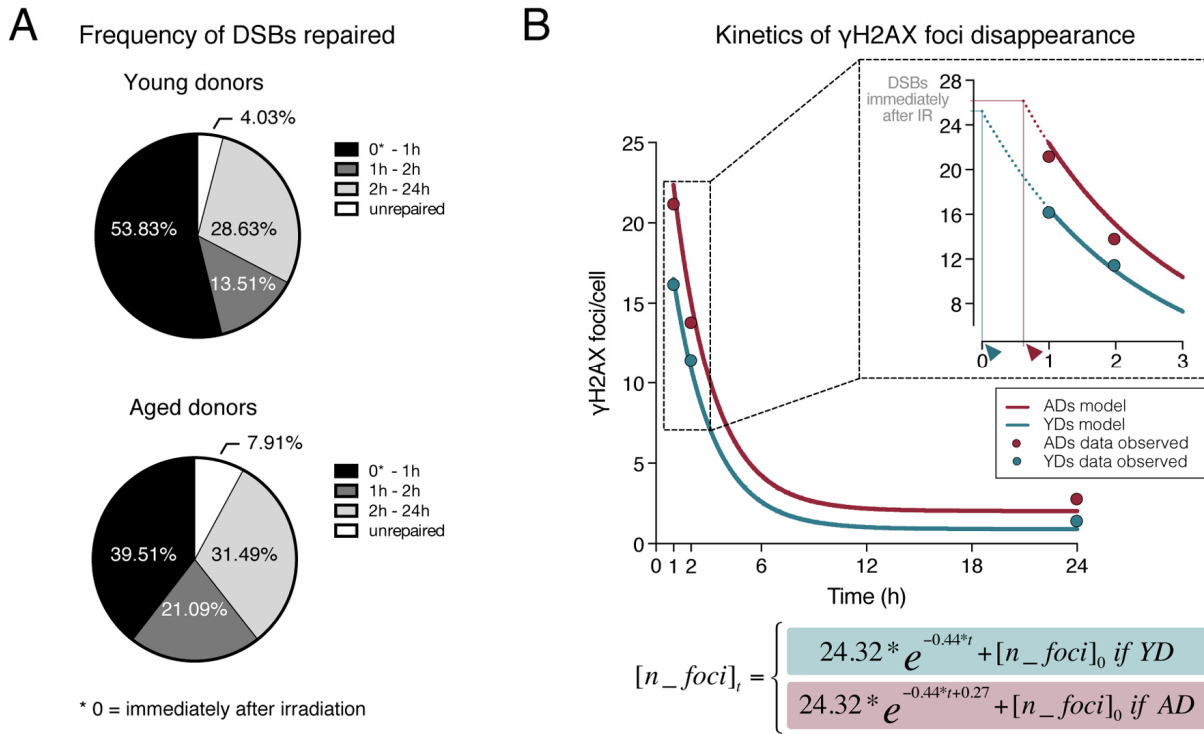 A
Frequency of DSBs repaired
Young donors
4.03%
53.83%
28.63%
13.51%
0* - 1h
1h - 2h
2h - 24h
unrepaired
Aged donors
7.91%
39.51%
31.49%
21.09%
0* - 1h
1h - 2h
2h - 24h
unrepaired
* 0 = immediately after irradiation
B
Kinetics of γH2AX foci disappearance
γH2AX foci/cell
25
20
15
10
5
0
0 1 2 6 12 18 24
Time (h)
DSBs
immediately
after IR
28
24
20
16
12
8
0 1 2 3
ADs model
YDs model
ADs data observed
YDs data observed
[n_foci]t = { 24.32 * e^-0.44*t + [n_foci]0 if YD
24.32 * e^-0.44*t+0.27 + [n_foci]0 if AD